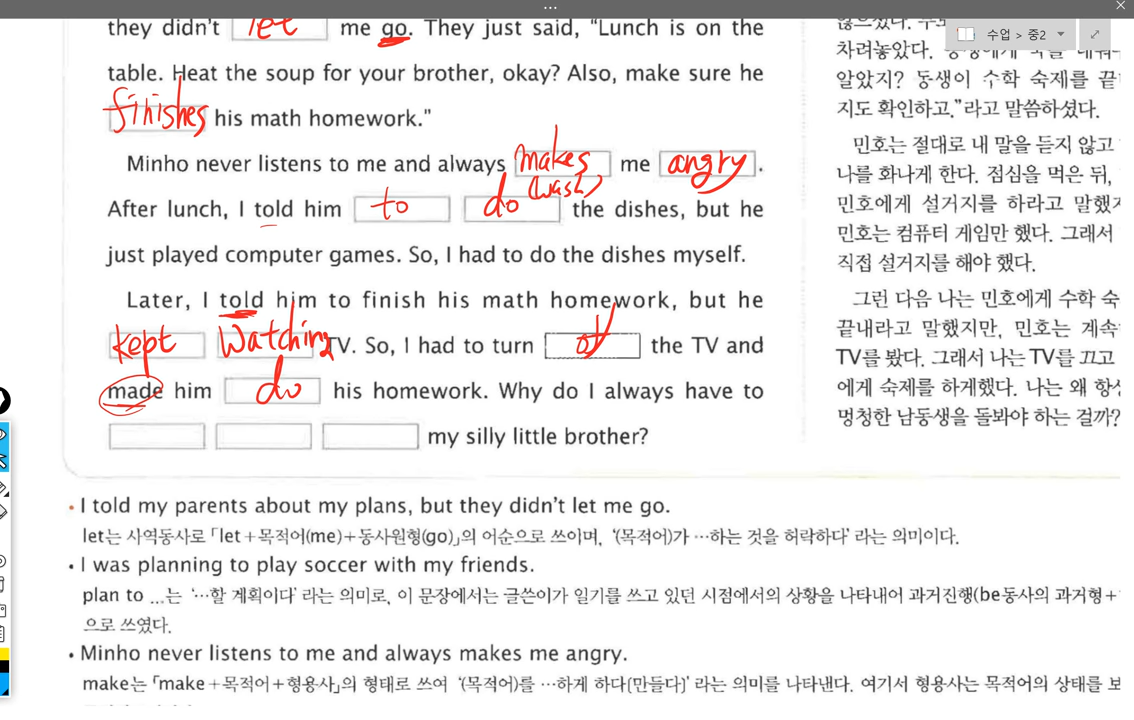 수업 > 중2
they didn't let me go. They just said, “Lunch is on the
table. Heat the soup for your brother, okay? Also, make sure he
finishes his math homework.”
Minho never listens to me and always makes me angry.
(wash)
After lunch, I told him to do the dishes, but he
just played computer games. So, I had to do the dishes myself.
Later, I told him to finish his math homework, but he
kept watching TV. So, I had to turn off the TV and
made him do his homework. Why do I always have to
my silly little brother?
차려놓았다.
알았지? 동생이 수학 숙제를 끝
지도 확인하고.”라고 말씀하셨다.
민호는 절대로 내 말을 듣지 않고
나를 화나게 한다. 점심을 먹은 뒤,
민호에게 설거지를 하라고 말했지
민호는 컴퓨터 게임만 했다. 그래서
직접 설거지를 해야 했다.
그런 다음 나는 민호에게 수학 숙
끝내라고 말했지만, 민호는 계속
TV를 봤다. 그래서 나는 TV를 끄고
에게 숙제를 하게했다. 나는 왜 항상
멍청한 남동생을 돌봐야 하는 걸까?
• I told my parents about my plans, but they didn't let me go.
let는 사역동사로 「let+목적어(me)+동사원형(go)」의 어순으로 쓰이며, ‘(목적어)가 …하는 것을 허락하다’ 라는 의미이다.
• I was planning to play soccer with my friends.
plan to …는 ‘…할 계획이다’ 라는 의미로, 이 문장에서는 글쓴이가 일기를 쓰고 있던 시점에서의 상황을 나타내어 과거진행(be동사의 과거형+
으로 쓰였다.
• Minho never listens to me and always makes me angry.
make는 「make+목적어+형용사」의 형태로 쓰여 ‘(목적어)를 …하게 하다(만들다)’ 라는 의미를 나타낸다. 여기서 형용사는 목적어의 상태를 보